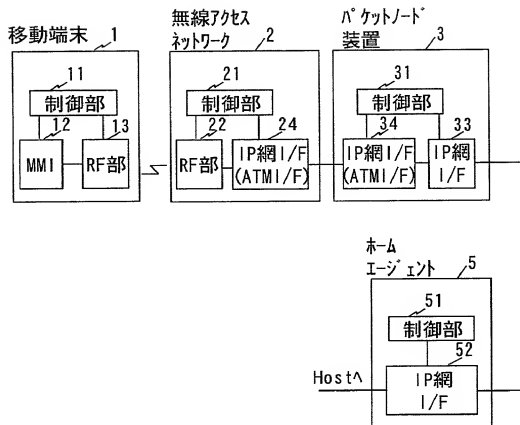 移動端末
1
無線アクセス
ネットワーク
2
パケットノード
装置
3
11
制御部
12
13
MMI
RF部
21
制御部
22
24
RF部
IP網I/F
(ATMI/F)
31
制御部
34
33
IP網I/F
(ATMI/F)
IP網
I/F
ホーム
エージェント
5
51
制御部
52
Hostへ
IP網
I/F